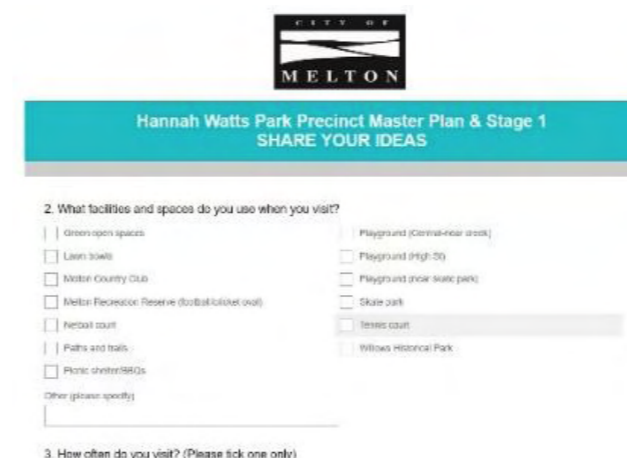 CITY OF
MELTON
Hannah Watts Park Precinct Master Plan & Stage 1
SHARE YOUR IDEAS
2. What facilities and spaces do you use when you visit?
Green open spaces
Lawn bowls
Melton Country Club
Melton Recreation Reserve (football/cricket oval)
Netball court
Paths and trails
Picnic shelter/BBQs
Playground (Central-near creek)
Playground (High St)
Playground (near skate park)
Skate park
Tennis court
Willows Historical Park
Other (please specify)
3. How often do you visit? (Please tick one only)